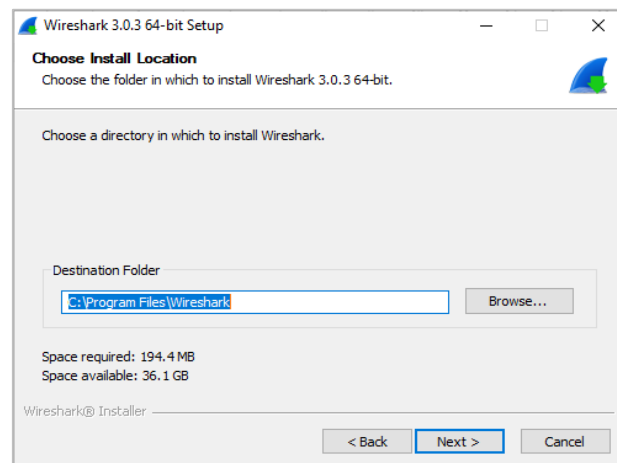 Wireshark 3.0.3 64-bit Setup
Choose Install Location
Choose the folder in which to install Wireshark 3.0.3 64-bit.
Choose a directory in which to install Wireshark.
Destination Folder
C:\Program Files\Wireshark
Browse...
Space required: 194.4 MB
Space available: 36.1 GB
Wireshark® Installer
< Back Next > Cancel